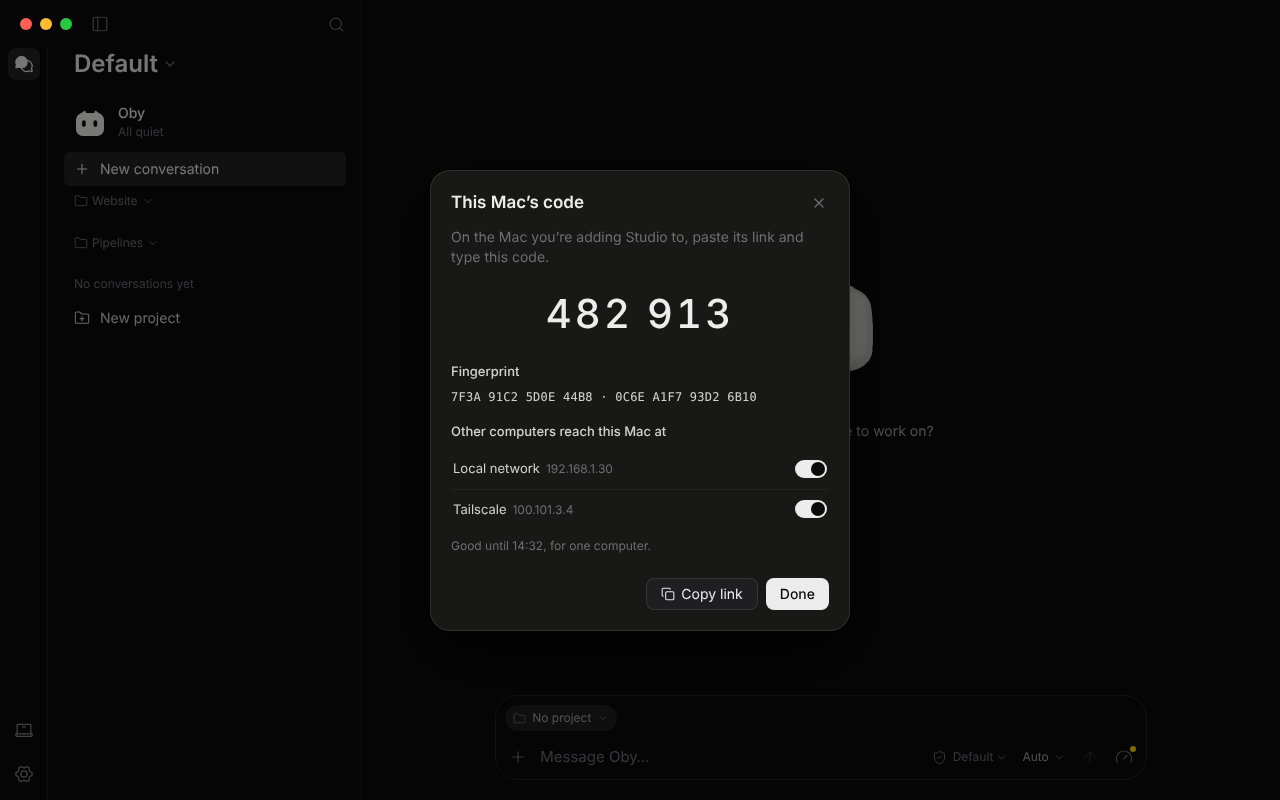 Default
Oby
All quiet
New conversation
Website
Pipelines
No conversations yet
New project
This Mac’s code
On the Mac you’re adding Studio to, paste its link and
type this code.
482 913
Fingerprint
7F3A 91C2 5D0E 44B8 · 0C6E A1F7 93D2 6B10
Other computers reach this Mac at
Local network 192.168.1.30
Tailscale 100.101.3.4
Good until 14:32, for one computer.
Copy link
Done
to work on?
No project
Message Oby...
Default
Auto